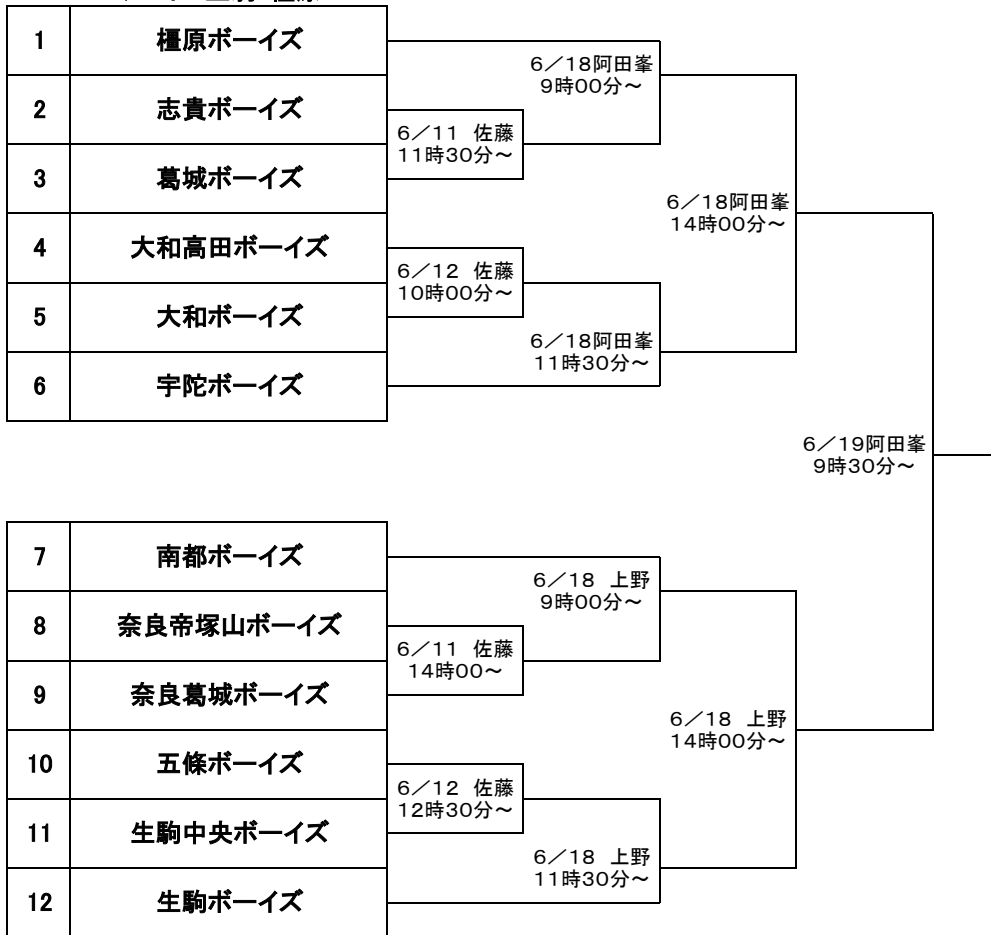 1 橿原ボーイズ
6／18阿田峯
9時00分～
2 志貴ボーイズ
6／11 佐藤
11時30分～
3 葛城ボーイズ
6／18阿田峯
14時00分～
4 大和高田ボーイズ
6／12 佐藤
10時00分～
5 大和ボーイズ
6／18阿田峯
11時30分～
6 宇陀ボーイズ
6／19阿田峯
9時30分～
7 南都ボーイズ
6／18 上野
9時00分～
8 奈良帝塚山ボーイズ
6／11 佐藤
14時00～
9 奈良葛城ボーイズ
6／18 上野
14時00分～
10 五條ボーイズ
6／12 佐藤
12時30分～
11 生駒中央ボーイズ
6／18 上野
11時30分～
12 生駒ボーイズ